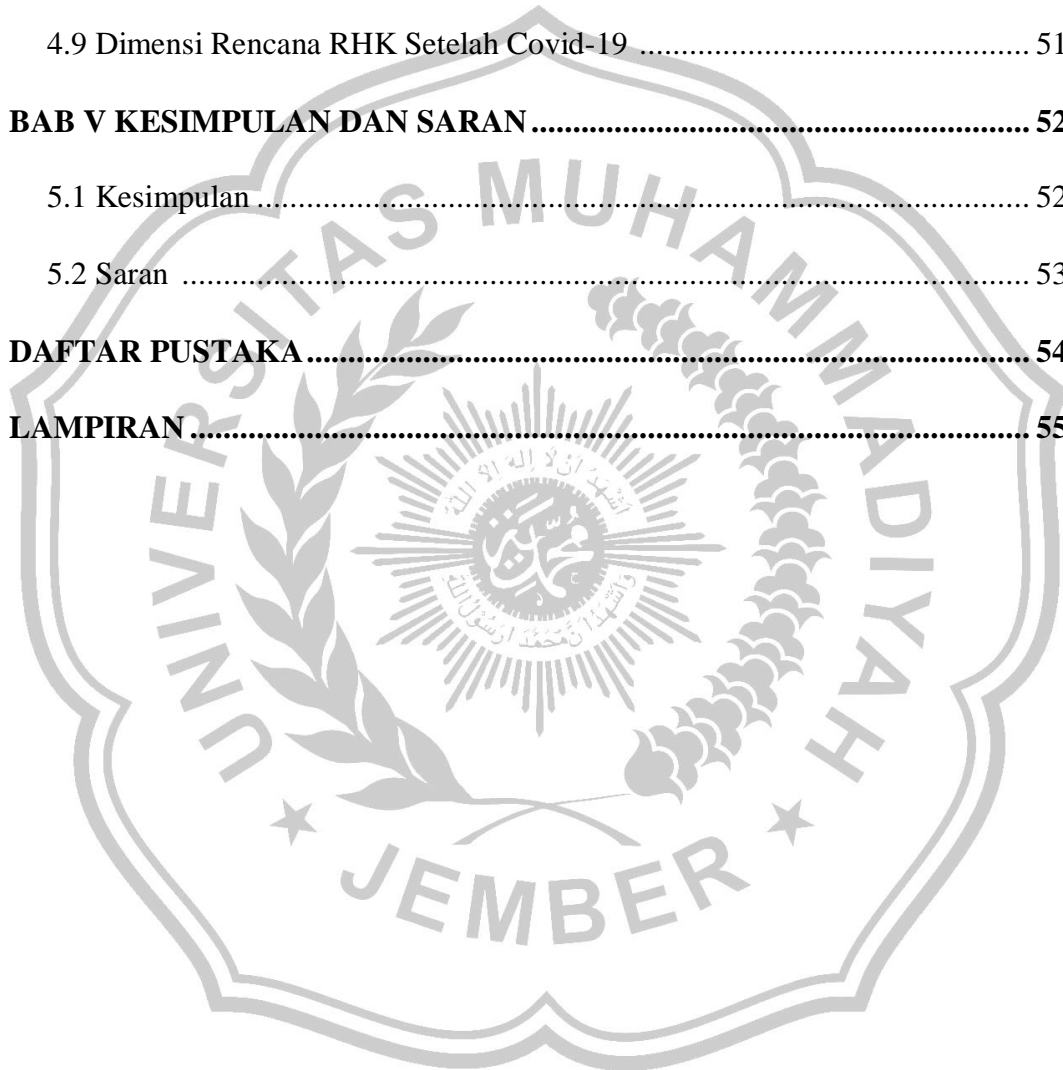 4.9 Dimensi Rencana RHK Setelah Covid-19 ................................................ 51
BAB V KESIMPULAN DAN SARAN ............................................................. 52
5.1 Kesimpulan ............................................................................................... 52
5.2 Saran ......................................................................................................... 53
DAFTAR PUSTAKA ......................................................................................... 54
LAMPIRAN ....................................................................................................... 55
UNIVERSITAS MUHAMMADIYAH
JEMBER